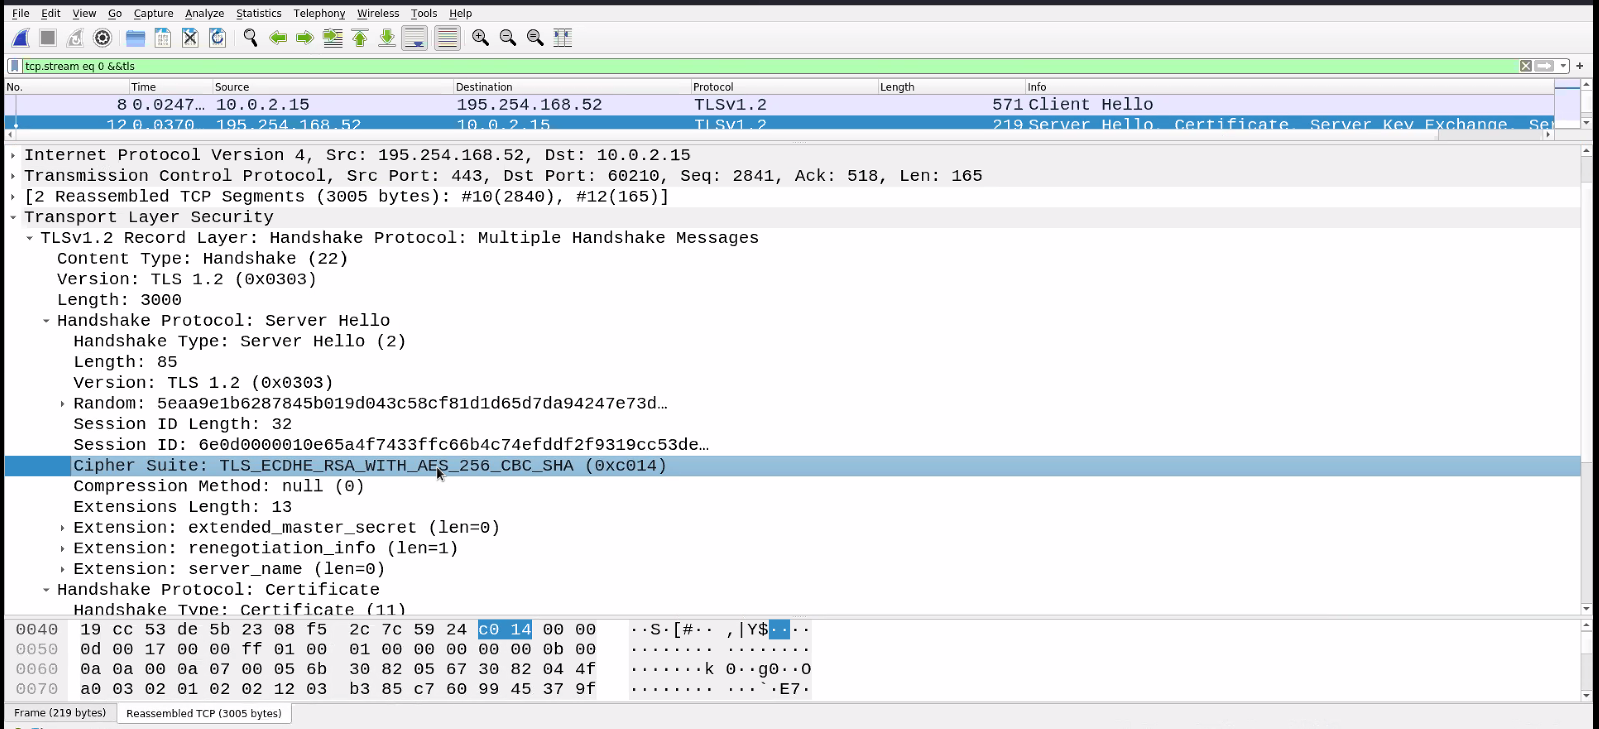 File Edit View Go Capture Analyze Statistics Telephony Wireless Tools Help
tcp.stream eq 0 &&tls
No. Time Source Destination Protocol Length Info
8 0.0247… 10.0.2.15 195.254.168.52 TLSv1.2 571 Client Hello
12 0.0370 195.254.168.52 10.0.2.15 TLSv1.2 219 Server Hello, Certificate, Server Key Exchange, Ser
Internet Protocol Version 4, Src: 195.254.168.52, Dst: 10.0.2.15
Transmission Control Protocol, Src Port: 443, Dst Port: 60210, Seq: 2841, Ack: 518, Len: 165
[2 Reassembled TCP Segments (3005 bytes): #10(2840), #12(165)]
Transport Layer Security
TLSv1.2 Record Layer: Handshake Protocol: Multiple Handshake Messages
Content Type: Handshake (22)
Version: TLS 1.2 (0x0303)
Length: 3000
Handshake Protocol: Server Hello
Handshake Type: Server Hello (2)
Length: 85
Version: TLS 1.2 (0x0303)
Random: 5eaa9e1b6287845b019d043c58cf81d1d65d7da94247e73d…
Session ID Length: 32
Session ID: 6e0d0000010e65a4f7433ffc66b4c74efddf2f9319cc53de…
Cipher Suite: TLS_ECDHE_RSA_WITH_AES_256_CBC_SHA (0xc014)
Compression Method: null (0)
Extensions Length: 13
Extension: extended_master_secret (len=0)
Extension: renegotiation_info (len=1)
Extension: server_name (len=0)
Handshake Protocol: Certificate
Handshake Type: Certificate (11)
0040 19 cc 53 de 5b 23 08 f5 2c 7c 59 24 c0 14 00 00 ··S·[#·· ,|Y$····
0050 0d 00 17 00 00 ff 01 00 01 00 00 00 00 00 0b 00 ········ ········
0060 0a 0a 00 0a 07 00 05 6b 30 82 05 67 30 82 04 4f ·······k 0··g0··O
0070 a0 03 02 01 02 02 12 03 b3 85 c7 60 99 45 37 9f ········ ···`·E7·
Frame (219 bytes) Reassembled TCP (3005 bytes)